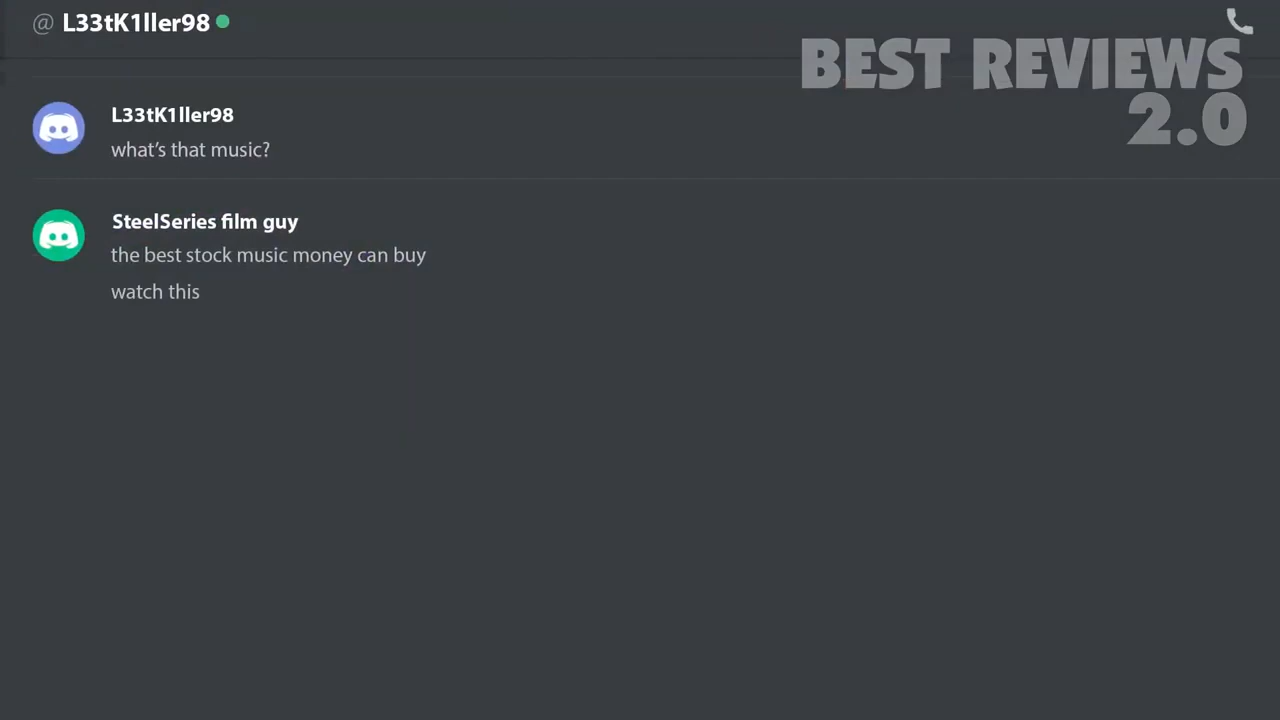 @ L33tK1ller98
BEST REVIEWS
2.0
L33tK1ller98
what's that music?
SteelSeries film guy
the best stock music money can buy
watch this